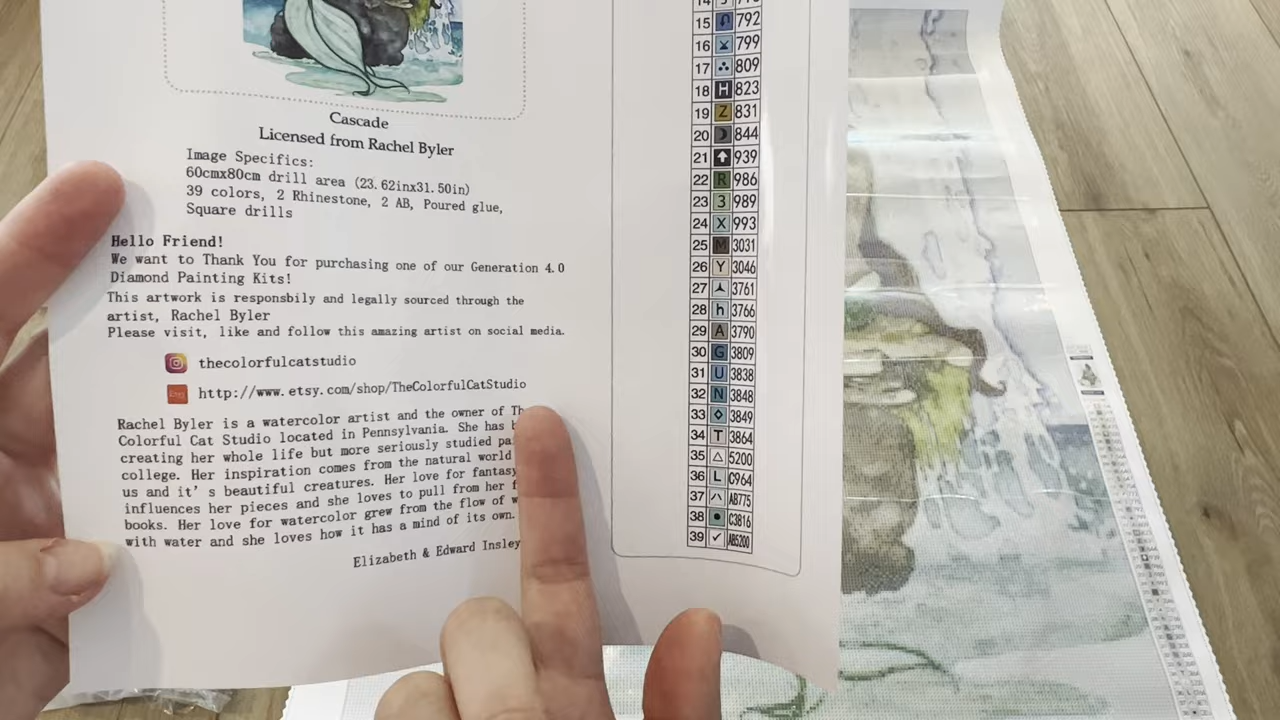 Cascade
Licensed from Rachel Byler
Image Specifics:
60cmx80cm drill area (23.62inx31.50in)
39 colors, 2 Rhinestone, 2 AB, Poured glue,
Square drills
Hello Friend!
We want to Thank You for purchasing one of our Generation 4.0
Diamond Painting Kits!
This artwork is responsbily and legally sourced through the
artist, Rachel Byler
Please visit, like and follow this amazing artist on social media.
thecolorfulcatstudio
http://www.etsy.com/shop/TheColorfulCatStudio
Rachel Byler is a watercolor artist and the owner of
Colorful Cat Studio located in Pennsylvania. She has
creating her whole life but more seriously studied
college. Her inspiration comes from the natural world
us and it's beautiful creatures. Her love for fantasy
influences her pieces and she loves to pull from her
books. Her love for watercolor grew from the flow of
with water and she loves how it has a mind of its own.
Elizabeth & Edward Insley
14
15 792
16 799
17 809
18 H 823
19 Z 831
20 844
21 939
22 R 986
23 3 989
24 X 993
25 M 3031
26 Y 3046
27 3761
28 h 3766
29 A 3790
30 G 3809
31 U 3838
32 N 3848
33 3849
34 T 3864
35 5200
36 L C964
37 AB775
38 C3816
39 AB5200